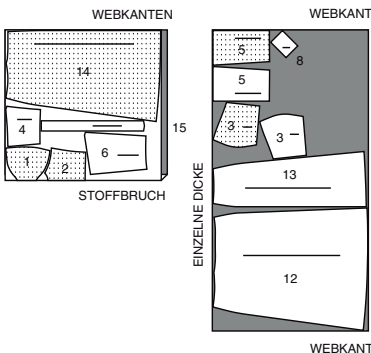 WEBKANTEN
14
4
15
1
2
6
STOFFBRUCH
WEBKANT
5
8
5
3
3
EINZELNE DICKE
13
12
WEBKANT